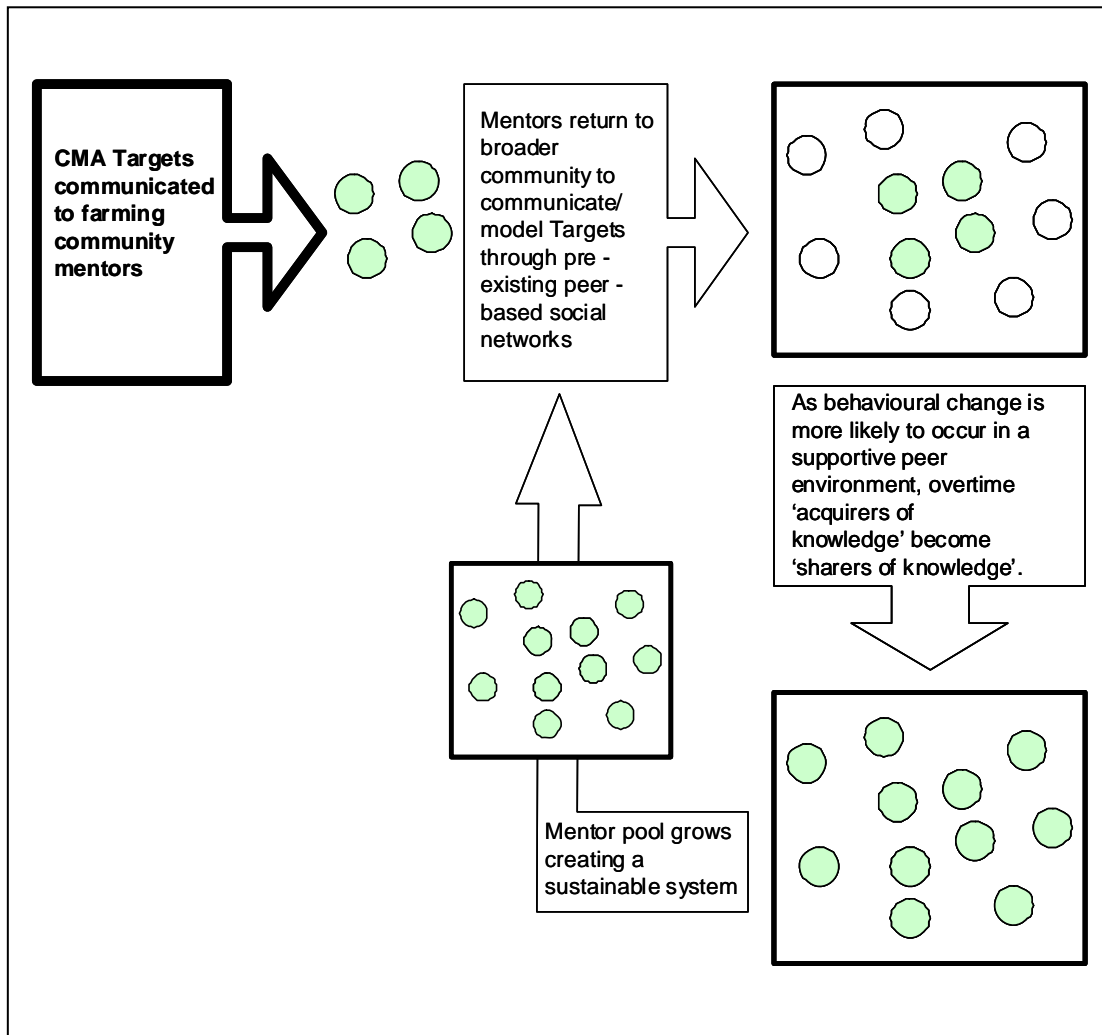 CMA Targets
communicated
to farming
community
mentors
Mentors return to
broader
community to
communicate/
model Targets
through pre -
existing peer -
based social
networks
As behavioural change is
more likely to occur in a
supportive peer
environment, overtime
‘acquirers of
knowledge’ become
‘sharers of knowledge’.
Mentor pool grows
creating a
sustainable system